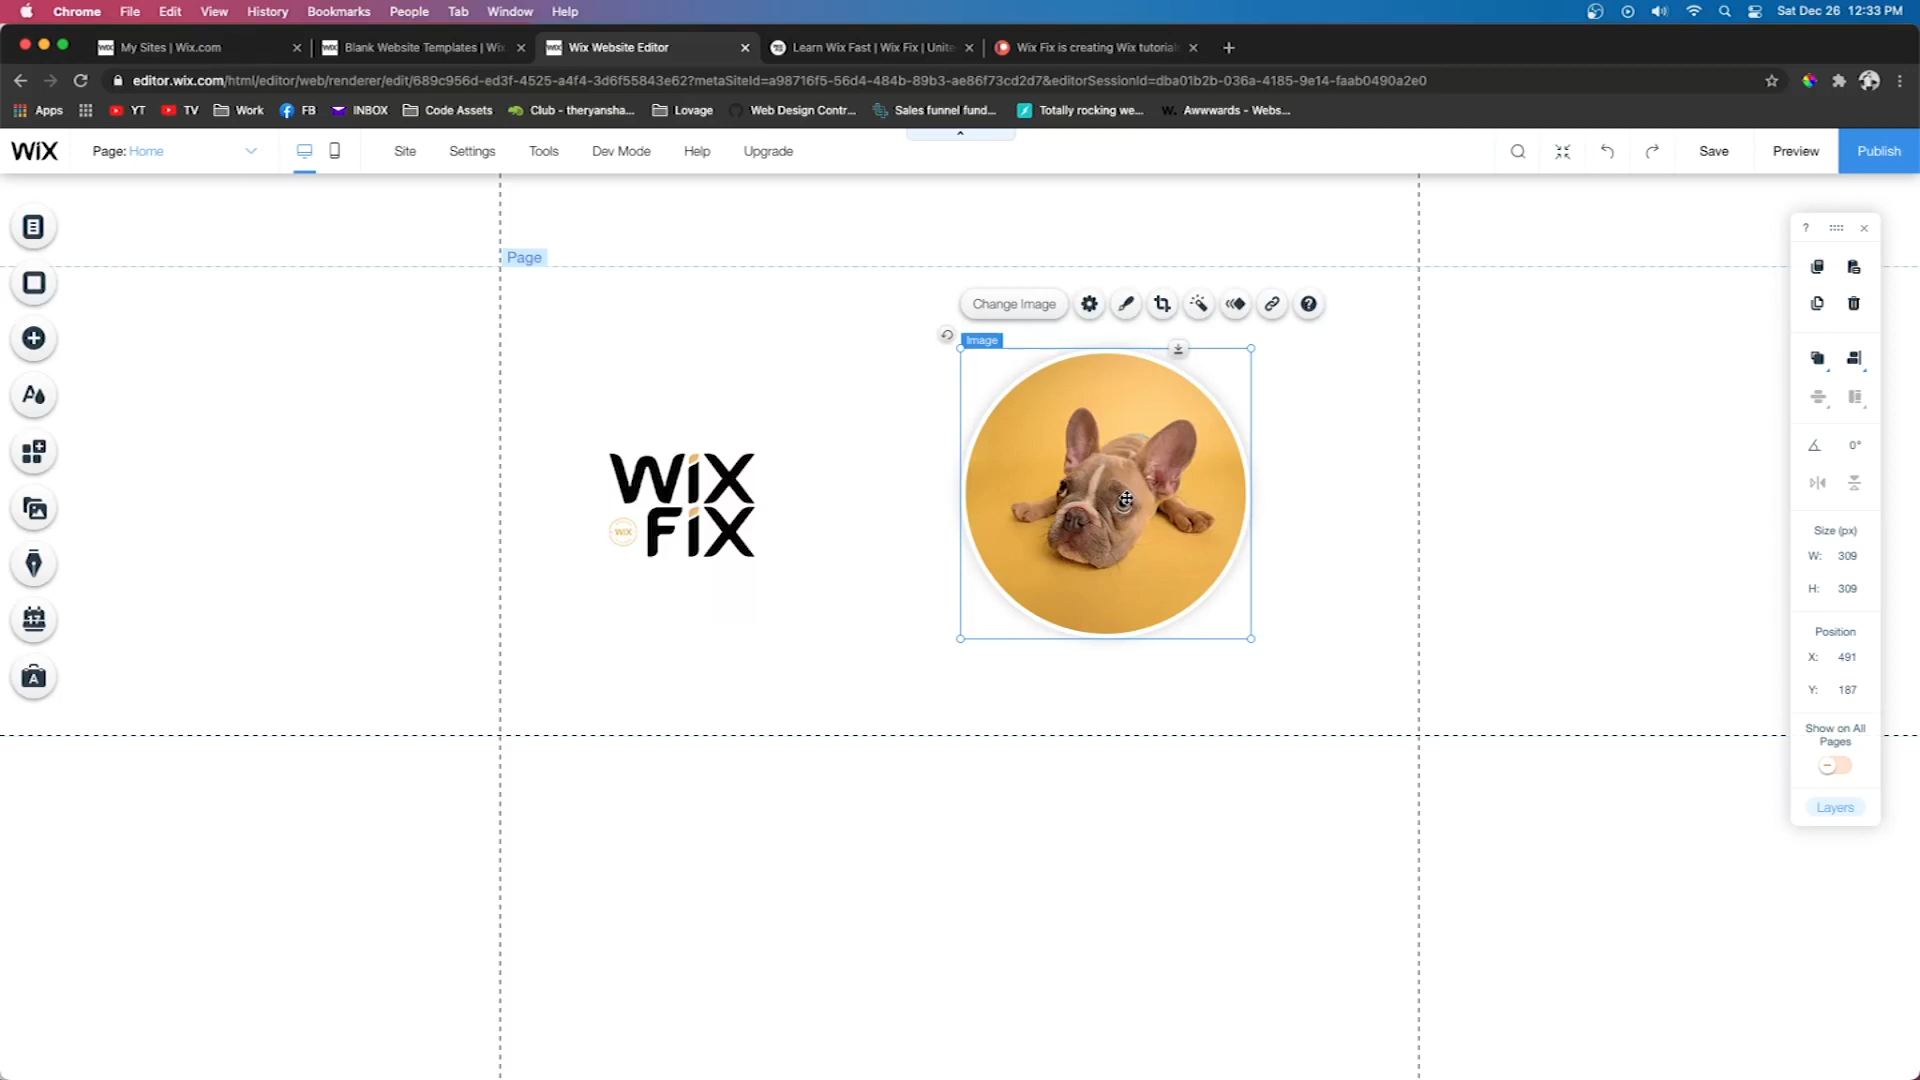 Chrome File Edit View History Bookmarks People Tab Window Help Sat Dec 26 12:33 PM
My Sites | Wix.com Blank Website Templates | Wix Wix Website Editor Learn Wix Fast | Wix Fix | Unite Wix Fix is creating Wix tutorial
editor.wix.com/html/editor/web/renderer/edit/689c956d-ed3f-4525-a4f4-3d6f55843e62?metaSiteId=a98716f5-56d4-484b-89b3-ae86f73cd2d7&editorSessionId=dba01b2b-036a-4185-9e14-faab0490a2e0
Apps YT TV Work FB INBOX Code Assets Club - theryansha... Lovage Web Design Contr... Sales funnel fund... Totally rocking we... W. Awwwards - Webs...
WiX Page: Home Site Settings Tools Dev Mode Help Upgrade Save Preview Publish
Page
Change Image
Image
WiX
WIX FiX
0°
Size (px)
W: 309
H: 309
Position
X: 491
Y: 187
Show on All
Pages
Layers